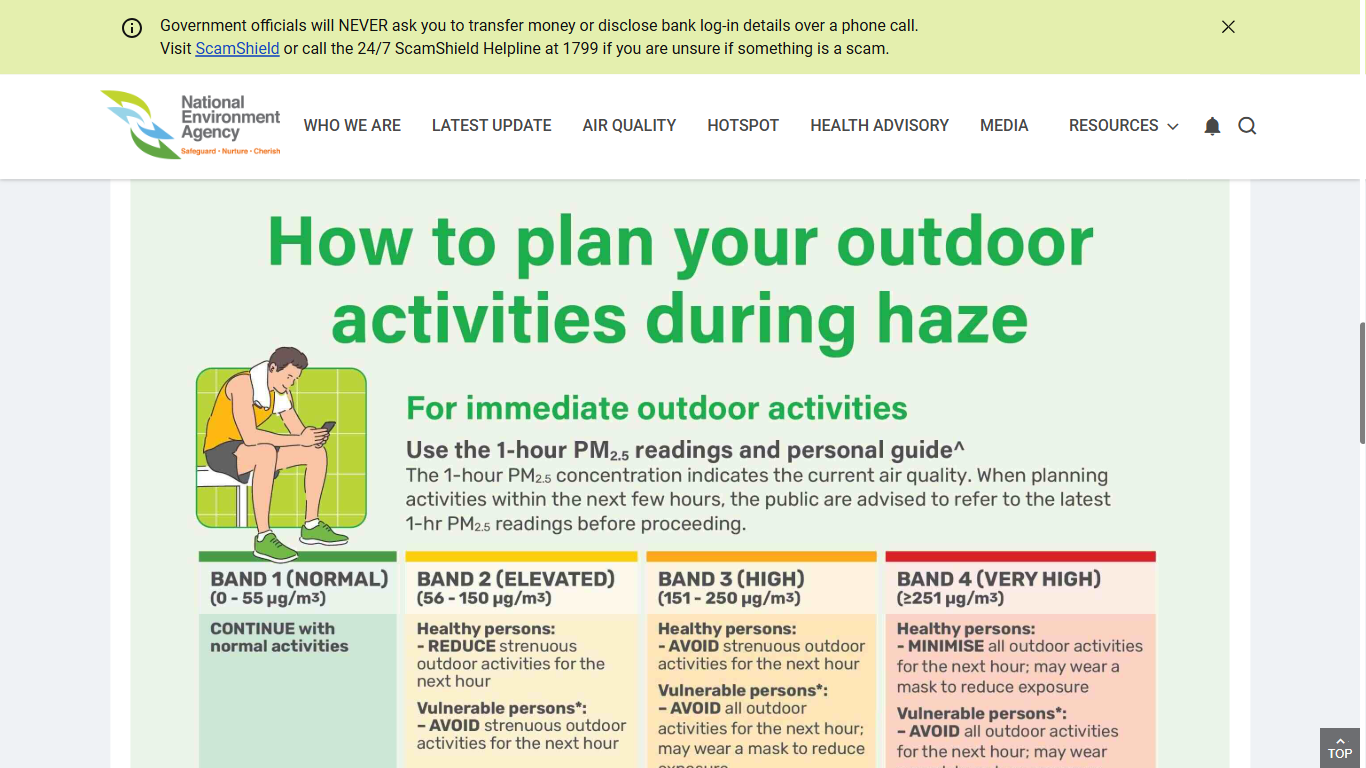 Government officials will NEVER ask you to transfer money or disclose bank log-in details over a phone call.
Visit ScamShield or call the 24/7 ScamShield Helpline at 1799 if you are unsure if something is a scam.
National
Environment
Agency
Safeguard · Nurture · Cherish
WHO WE ARE
LATEST UPDATE
AIR QUALITY
HOTSPOT
HEALTH ADVISORY
MEDIA
RESOURCES
How to plan your outdoor
activities during haze
For immediate outdoor activities
Use the 1-hour PM2.5 readings and personal guide^
The 1-hour PM2.5 concentration indicates the current air quality. When planning
activities within the next few hours, the public are advised to refer to the latest
1-hr PM2.5 readings before proceeding.
BAND 1 (NORMAL)
(0 - 55 µg/m3)
CONTINUE with
normal activities
BAND 2 (ELEVATED)
(56 - 150 µg/m3)
Healthy persons:
- REDUCE strenuous
outdoor activities for the
next hour
Vulnerable persons*:
– AVOID strenuous outdoor
activities for the next hour
BAND 3 (HIGH)
(151 - 250 µg/m3)
Healthy persons:
- AVOID strenuous outdoor
activities for the next hour
Vulnerable persons*:
– AVOID all outdoor
activities for the next hour;
may wear a mask to reduce
BAND 4 (VERY HIGH)
(≥251 µg/m3)
Healthy persons:
- MINIMISE all outdoor activities
for the next hour; may wear a
mask to reduce exposure
Vulnerable persons*:
– AVOID all outdoor activities
for the next hour; may wear
TOP